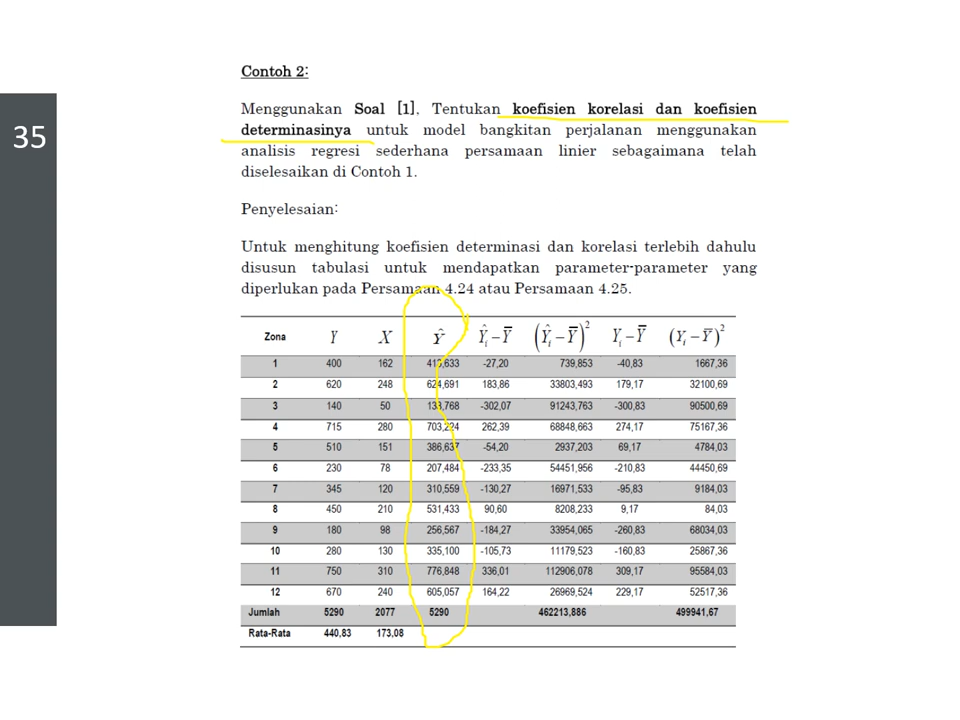 35
Contoh 2:
Menggunakan Soal [1], Tentukan koefisien korelasi dan koefisien
determinasinya untuk model bangkitan perjalanan menggunakan
analisis regresi sederhana persamaan linier sebagaimana telah
diselesaikan di Contoh 1.
Penyelesaian:
Untuk menghitung koefisien determinasi dan korelasi terlebih dahulu
disusun tabulasi untuk mendapatkan parameter-parameter yang
diperlukan pada Persamaan 4.24 atau Persamaan 4.25.
Zona Y X Ŷ Ŷᵢ − Y̅ (Ŷᵢ − Y̅)² Yᵢ − Y̅ (Yᵢ − Y̅)²
1 400 162 413,633 -27,20 739,853 -40,83 1667,36
2 620 248 624,691 183,86 33803,493 179,17 32100,69
3 140 50 138,768 -302,07 91243,763 -300,83 90500,69
4 715 280 703,224 262,39 68848,663 274,17 75167,36
5 510 151 386,637 -54,20 2937,203 69,17 4784,03
6 230 78 207,484 -233,35 54451,956 -210,83 44450,69
7 345 120 310,559 -130,27 16971,533 -95,83 9184,03
8 450 210 531,433 90,60 8208,233 9,17 84,03
9 180 98 256,567 -184,27 33954,065 -260,83 68034,03
10 280 130 335,100 -105,73 11179,523 -160,83 25867,36
11 750 310 776,848 336,01 112906,078 309,17 95584,03
12 670 240 605,057 164,22 26969,524 229,17 52517,36
Jumlah 5290 2077 5290 462213,886 499941,67
Rata-Rata 440,83 173,08